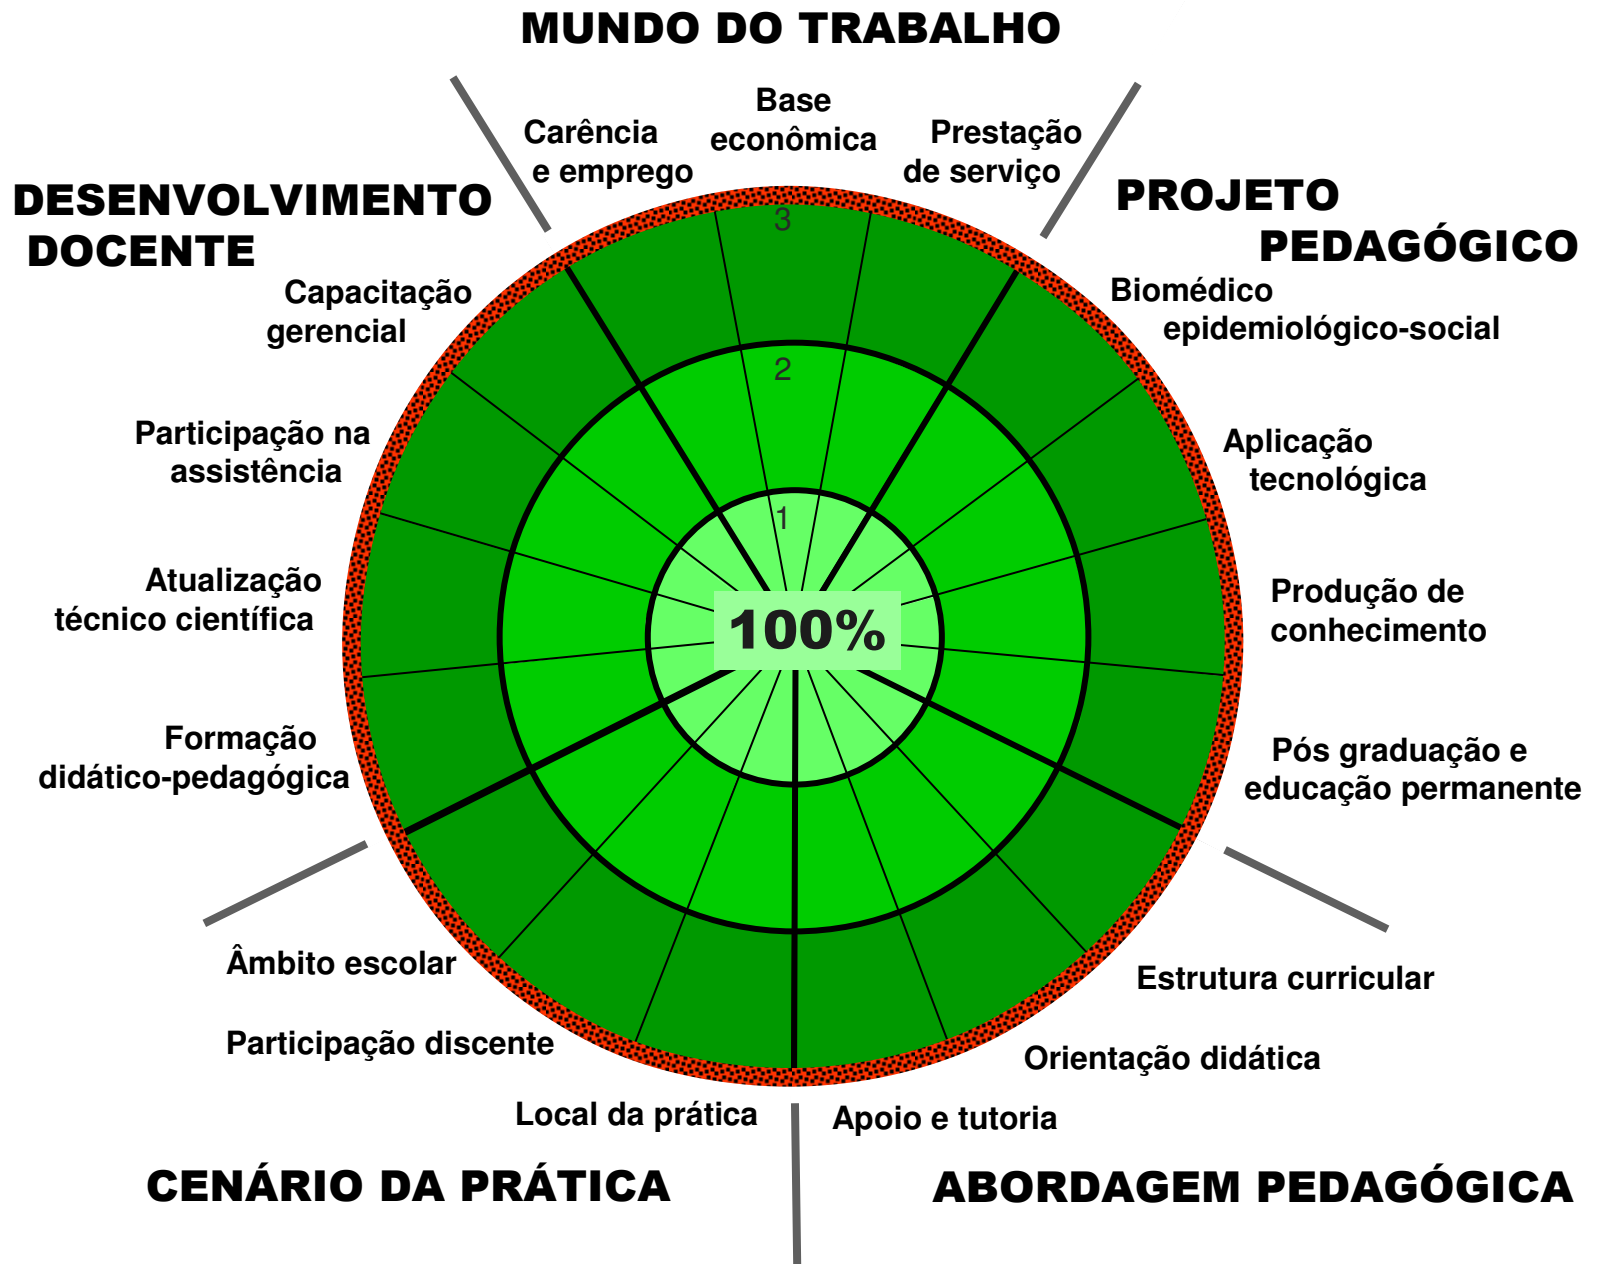 MUNDO DO TRABALHO
Carência
e emprego
Base
econômica
Prestação
de serviço
PROJETO
PEDAGÓGICO
Biomédico
epidemiológico-social
Aplicação
tecnológica
Produção de
conhecimento
Pós graduação e
educação permanente
Estrutura curricular
Orientação didática
Apoio e tutoria
ABORDAGEM PEDAGÓGICA
Local da prática
Participação discente
Âmbito escolar
CENÁRIO DA PRÁTICA
Formação
didático-pedagógica
Atualização
técnico científica
Participação na
assistência
Capacitação
gerencial
DESENVOLVIMENTO
DOCENTE
3
2
1
100%